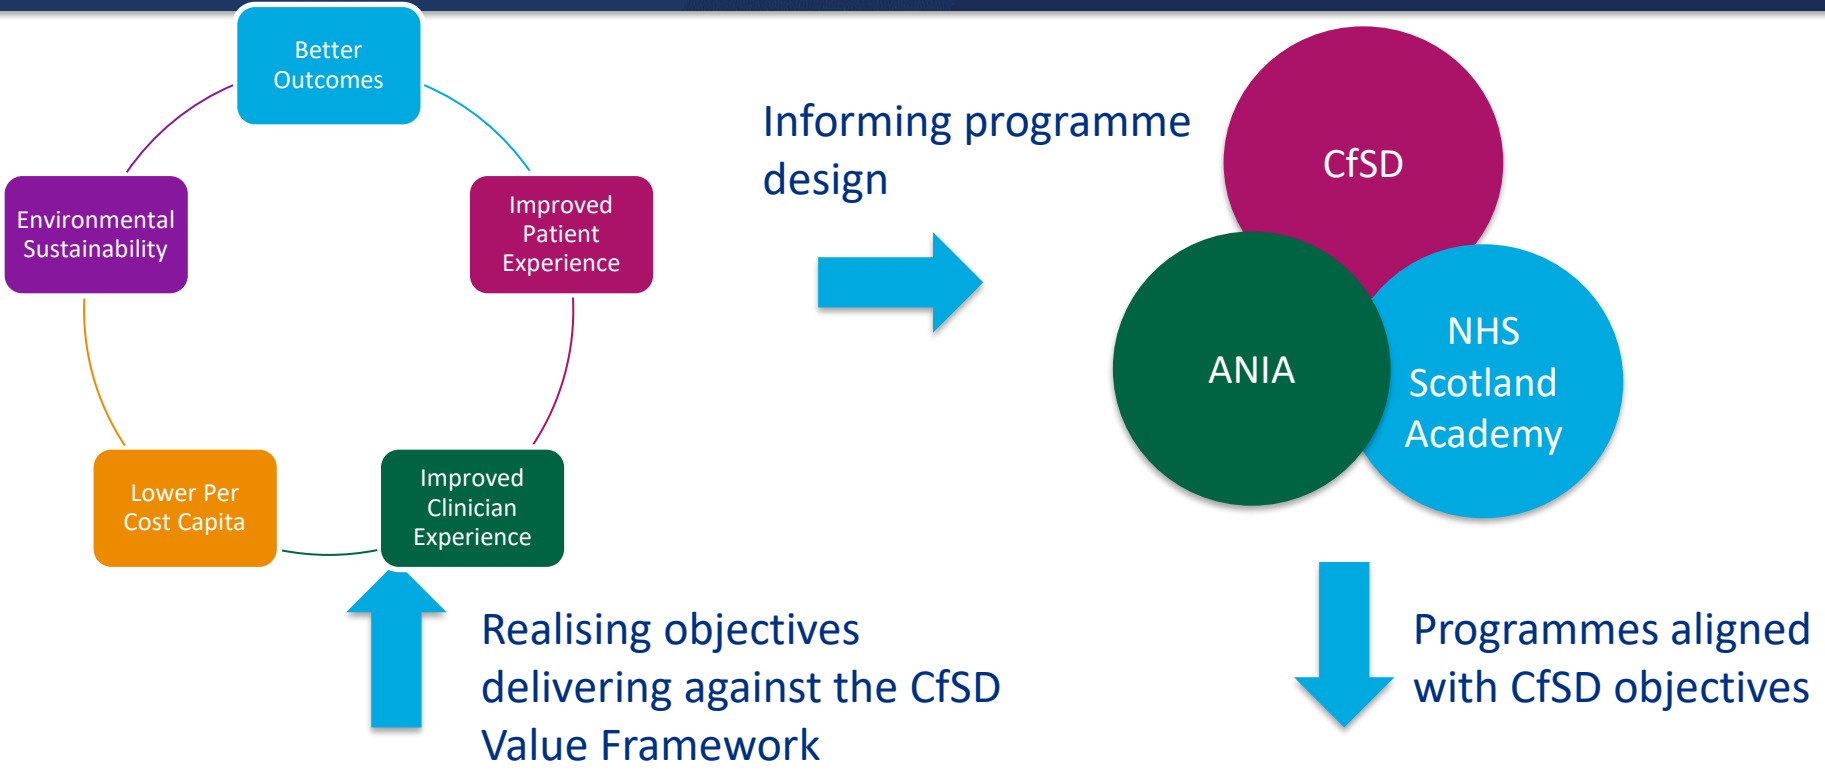 Better
Outcomes
Environmental
Sustainability
Improved
Patient
Experience
Lower Per
Cost Capita
Improved
Clinician
Experience
Informing programme
design
CfSD
ANIA
NHS
Scotland
Academy
Realising objectives
delivering against the CfSD
Value Framework
Programmes aligned
with CfSD objectives